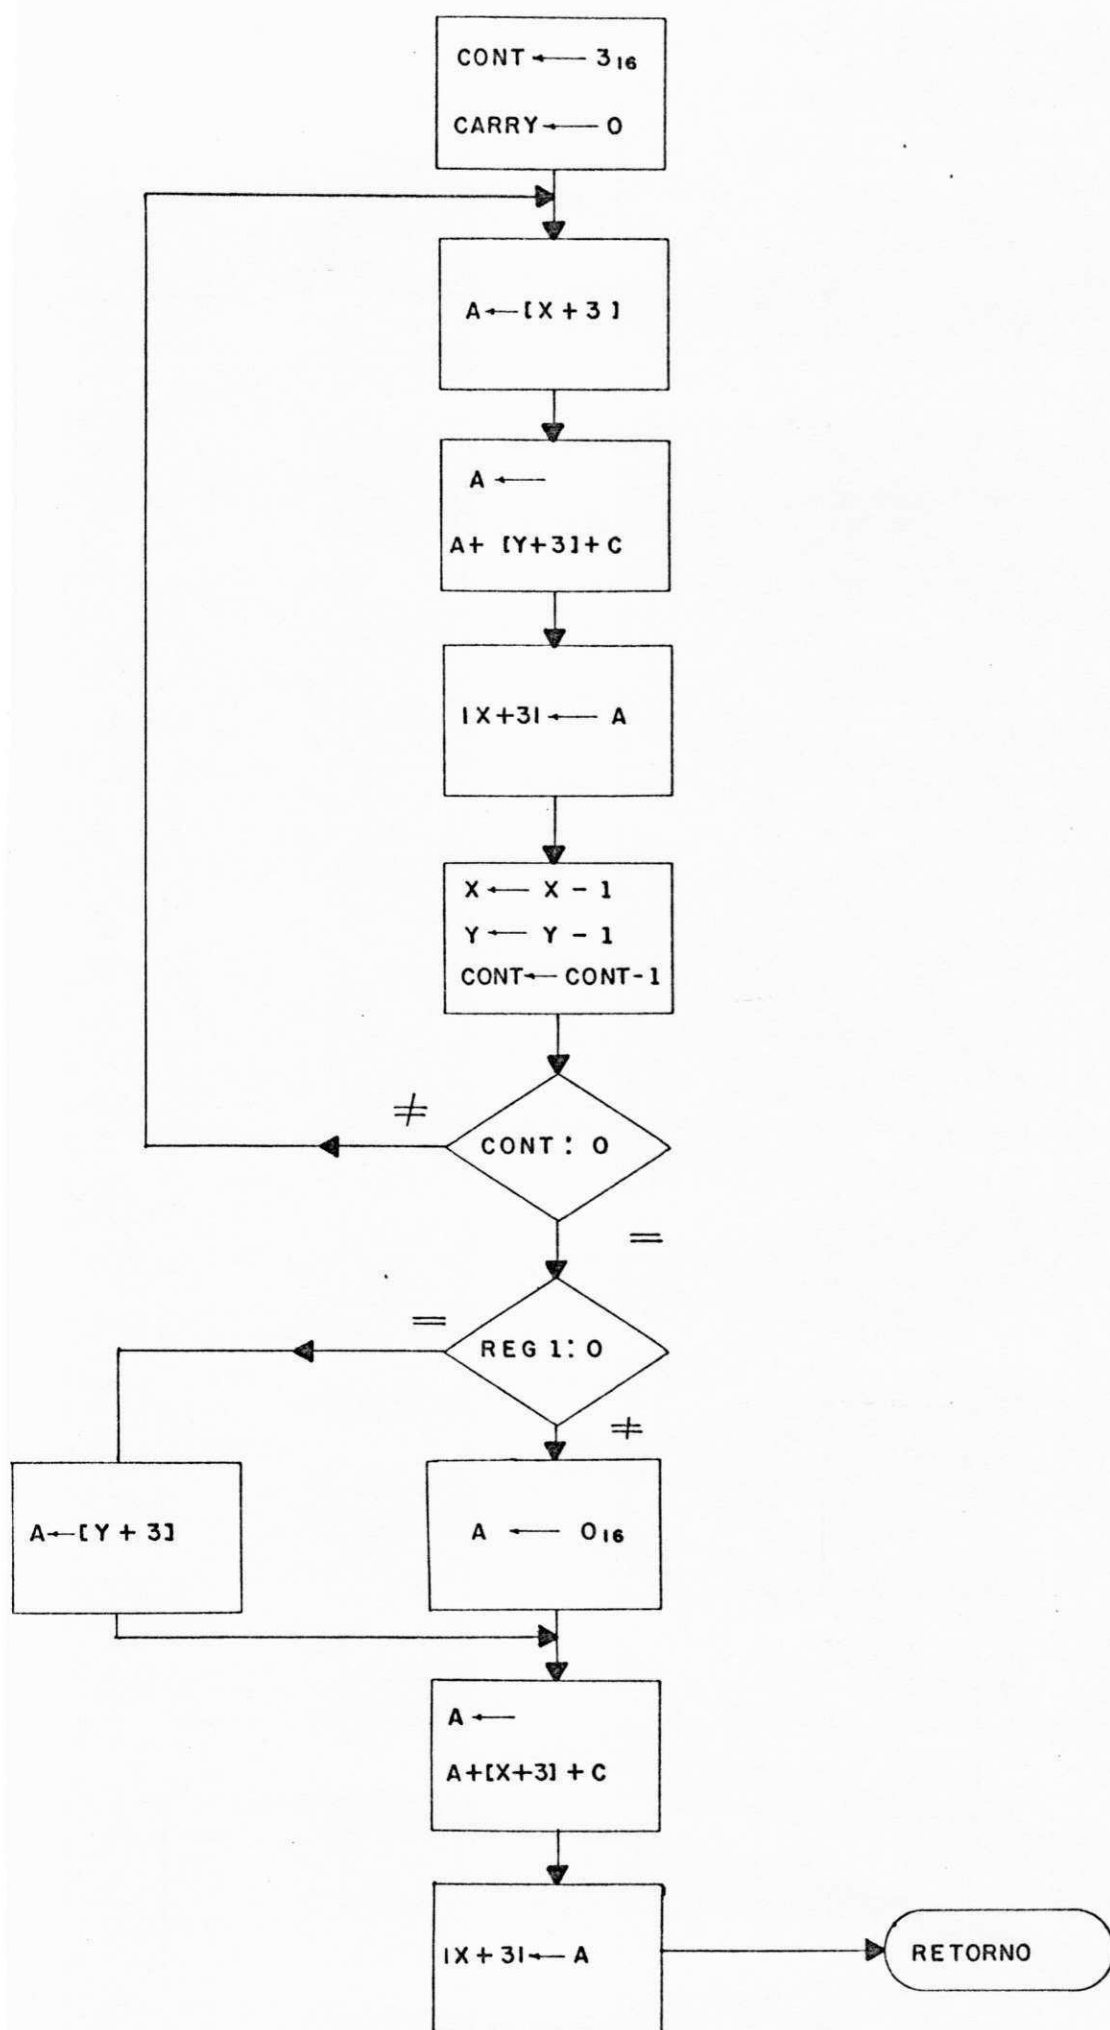 CONT ← 3₁₆
CARRY ← 0
A ← [X + 3]
A ←
A + [Y+3] + C
|X+3| ← A
X ← X - 1
Y ← Y - 1
CONT ← CONT-1
≠
CONT : 0
=
=
REG 1 : 0
≠
A ← [Y + 3]
A ← 0₁₆
A ←
A+[X+3] + C
|X + 3| ← A
RETORNO